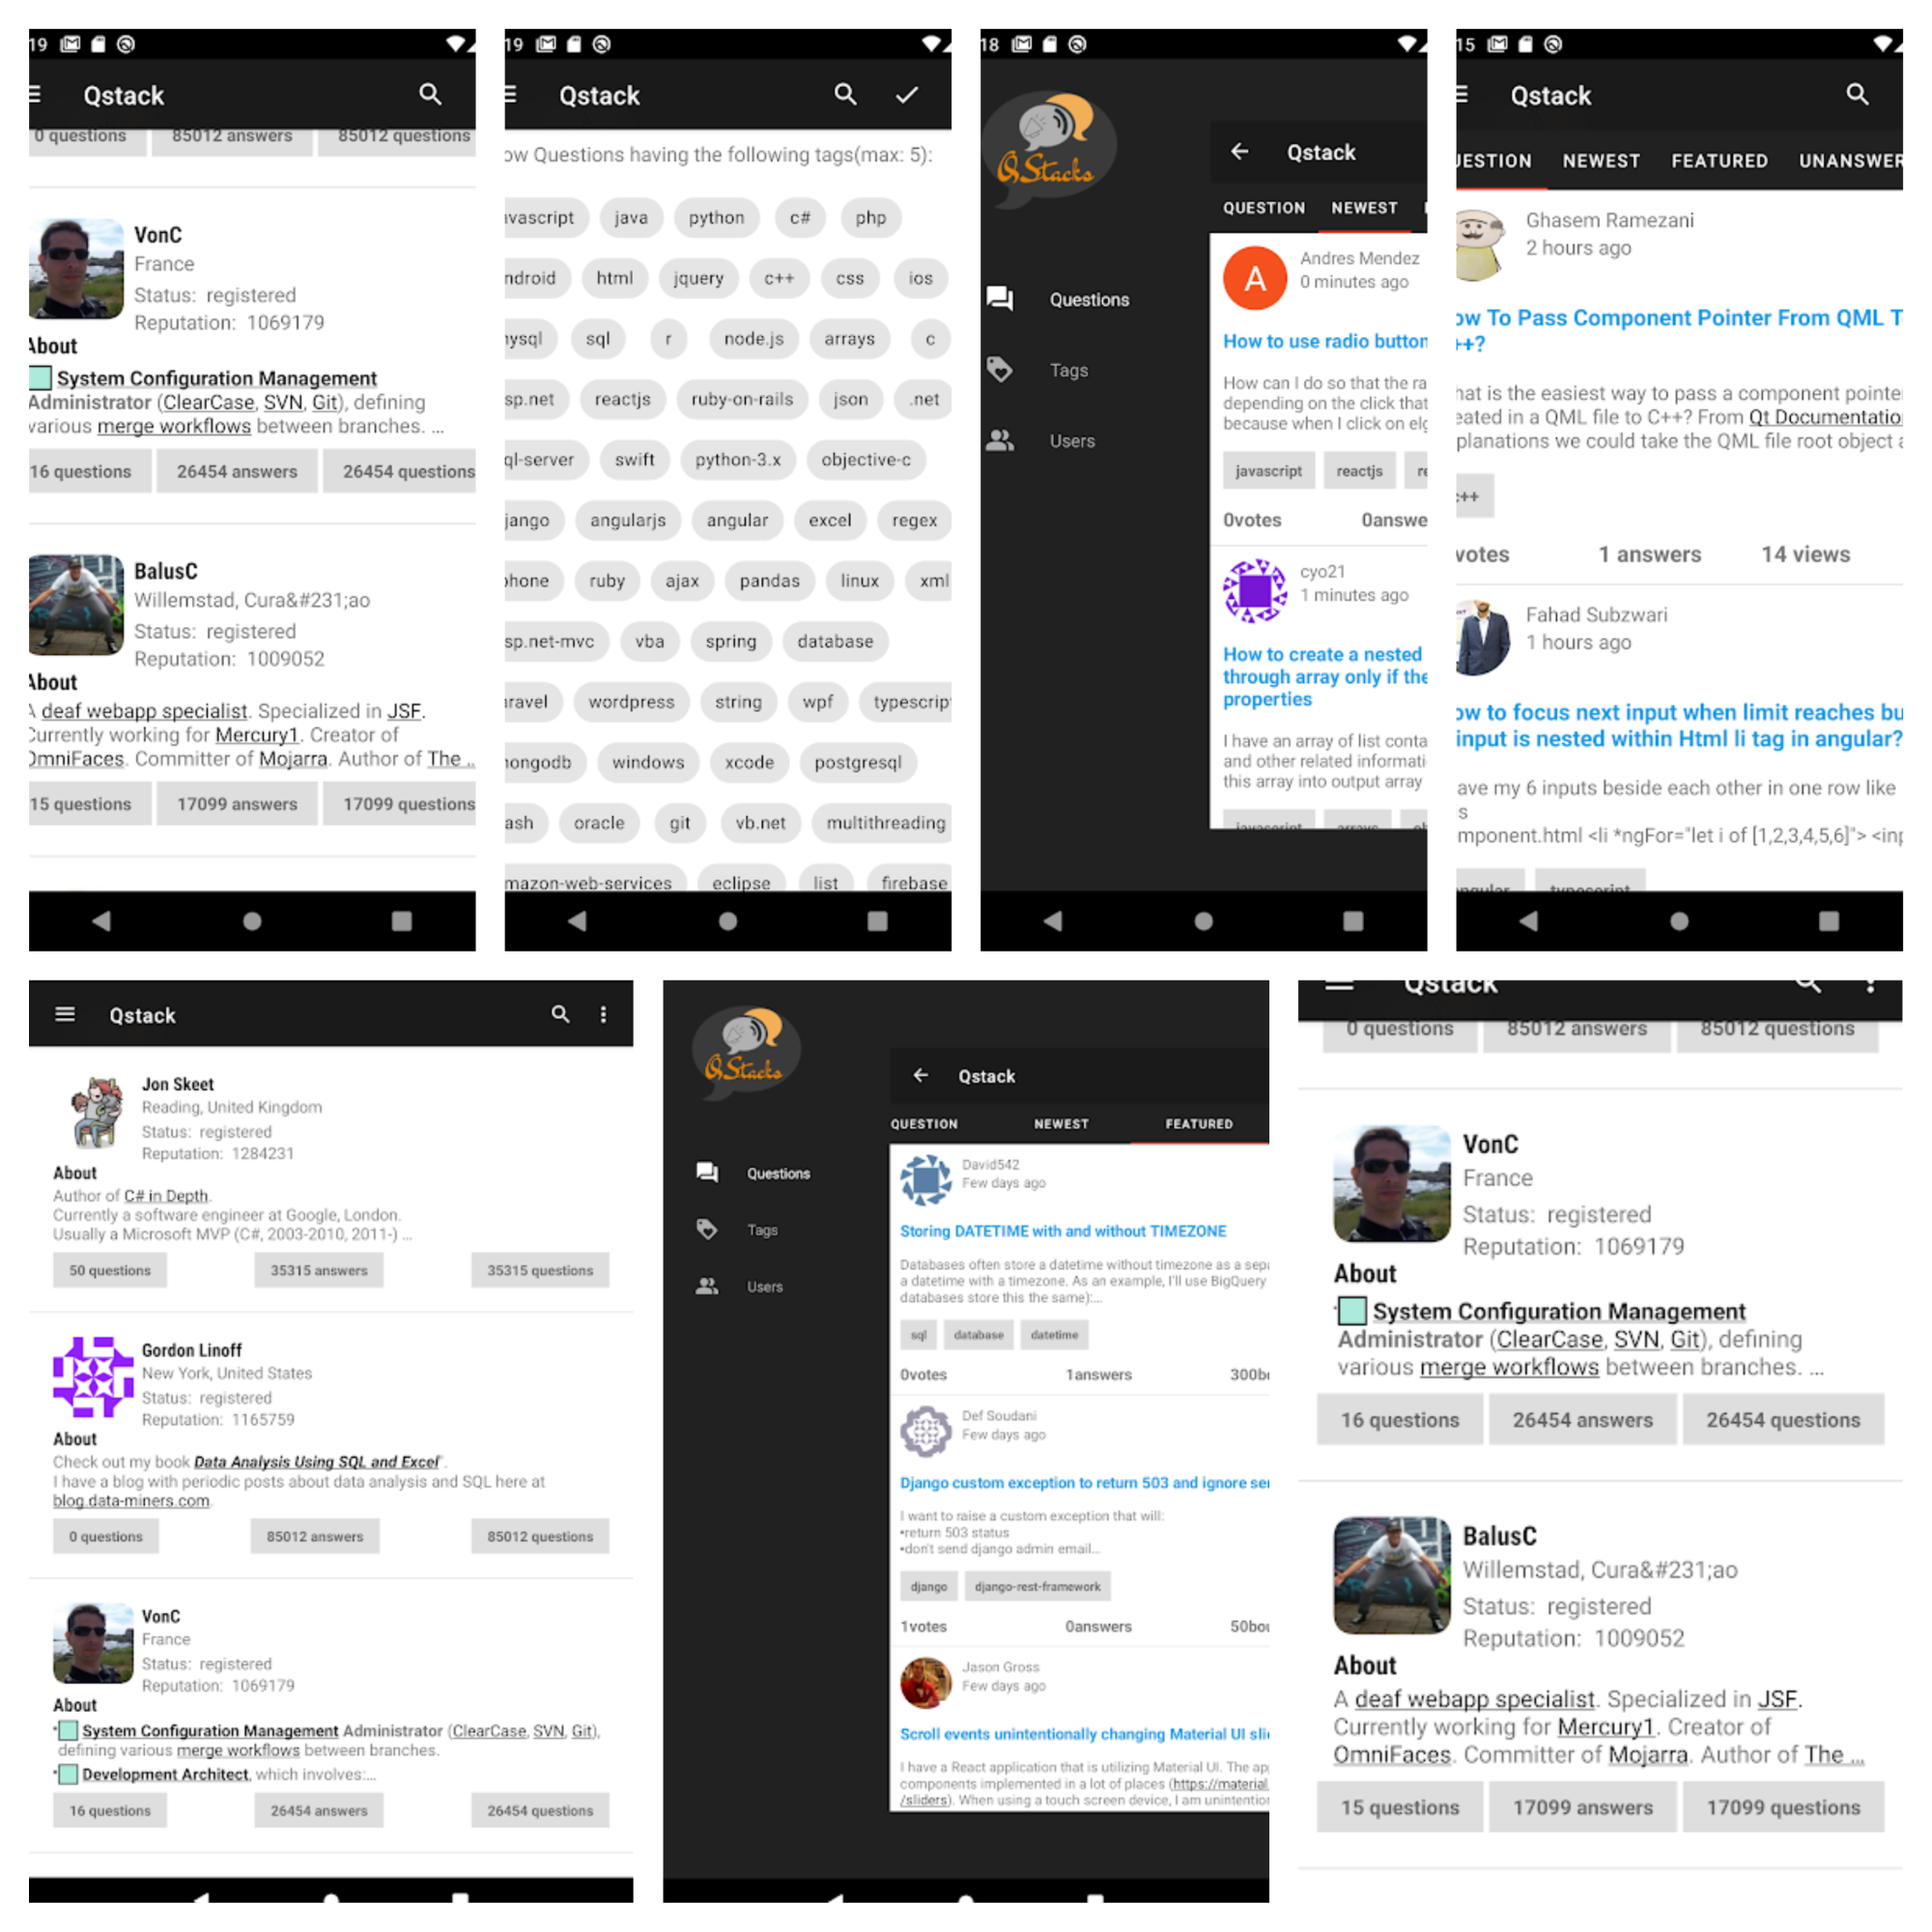 19
Qstack
0 questions 85012 answers 85012 questions
VonC
France
Status: registered
Reputation: 1069179
About
System Configuration Management
Administrator (ClearCase, SVN, Git), defining
various merge workflows between branches. ...
16 questions 26454 answers 26454 questions
BalusC
Willemstad, Cura&#231;ao
Status: registered
Reputation: 1009052
About
A deaf webapp specialist. Specialized in JSF.
Currently working for Mercury1. Creator of
OmniFaces. Committer of Mojarra. Author of The ...
15 questions 17099 answers 17099 questions
19
Qstack
ow Questions having the following tags(max: 5):
avascript java python c# php
ndroid html jquery c++ css ios
nysql sql r node.js arrays c
sp.net reactjs ruby-on-rails json .net
ql-server swift python-3.x objective-c
jango angularjs angular excel regex
phone ruby ajax pandas linux xml
sp.net-mvc vba spring database
aravel wordpress string wpf typescrip
nongodb windows xcode postgresql
ash oracle git vb.net multithreading
mazon-web-services eclipse list firebase
18
QStacks
Questions
Tags
Users
Qstack
QUESTION NEWEST
A
Andres Mendez
0 minutes ago
How to use radio button
How can I do so that the ra
depending on the click that
because when I click on elg
javascript reactjs re
0votes 0answe
cyo21
1 minutes ago
How to create a nested
through array only if the
properties
I have an array of list conta
and other related informati
this array into output array
javascript arrays ob
15
Qstack
UESTION NEWEST FEATURED UNANSWER
Ghasem Ramezani
2 hours ago
ow To Pass Component Pointer From QML T
++?
hat is the easiest way to pass a component pointe
eated in a QML file to C++? From Qt Documentatio
planations we could take the QML file root object a
c++
votes 1 answers 14 views
Fahad Subzwari
1 hours ago
ow to focus next input when limit reaches bu
input is nested within Html li tag in angular?
ave my 6 inputs beside each other in one row like
s
mponent.html <li *ngFor="let i of [1,2,3,4,5,6]"> <inp
angular typescript
Qstack
Jon Skeet
Reading, United Kingdom
Status: registered
Reputation: 1284231
About
Author of C# in Depth.
Currently a software engineer at Google, London.
Usually a Microsoft MVP (C#, 2003-2010, 2011-) ...
50 questions 35315 answers 35315 questions
Gordon Linoff
New York, United States
Status: registered
Reputation: 1165759
About
Check out my book Data Analysis Using SQL and Excel.
I have a blog with periodic posts about data analysis and SQL here at
blog.data-miners.com.
0 questions 85012 answers 85012 questions
VonC
France
Status: registered
Reputation: 1069179
About
System Configuration Management Administrator (ClearCase, SVN, Git),
defining various merge workflows between branches.
Development Architect, which involves:...
16 questions 26454 answers 26454 questions
QStacks
Questions
Tags
Users
Qstack
QUESTION NEWEST FEATURED
David542
Few days ago
Storing DATETIME with and without TIMEZONE
Databases often store a datetime without timezone as a sepa
a datetime with a timezone. As an example, I'll use BigQuery
databases store this the same):...
sql database datetime
0votes 1answers 300b
Def Soudani
Few days ago
Django custom exception to return 503 and ignore se
I want to raise a custom exception that will:
•return 503 status
•don't send django admin email...
django django-rest-framework
1votes 0answers 50bou
Jason Gross
Few days ago
Scroll events unintentionally changing Material UI sli
I have a React application that is utilizing Material UI. The ap
components implemented in a lot of places (https://material
/sliders). When using a touch screen device, I am unintention
Qstack
0 questions 85012 answers 85012 questions
VonC
France
Status: registered
Reputation: 1069179
About
System Configuration Management
Administrator (ClearCase, SVN, Git), defining
various merge workflows between branches. ...
16 questions 26454 answers 26454 questions
BalusC
Willemstad, Cura&#231;ao
Status: registered
Reputation: 1009052
About
A deaf webapp specialist. Specialized in JSF.
Currently working for Mercury1. Creator of
OmniFaces. Committer of Mojarra. Author of The ...
15 questions 17099 answers 17099 questions